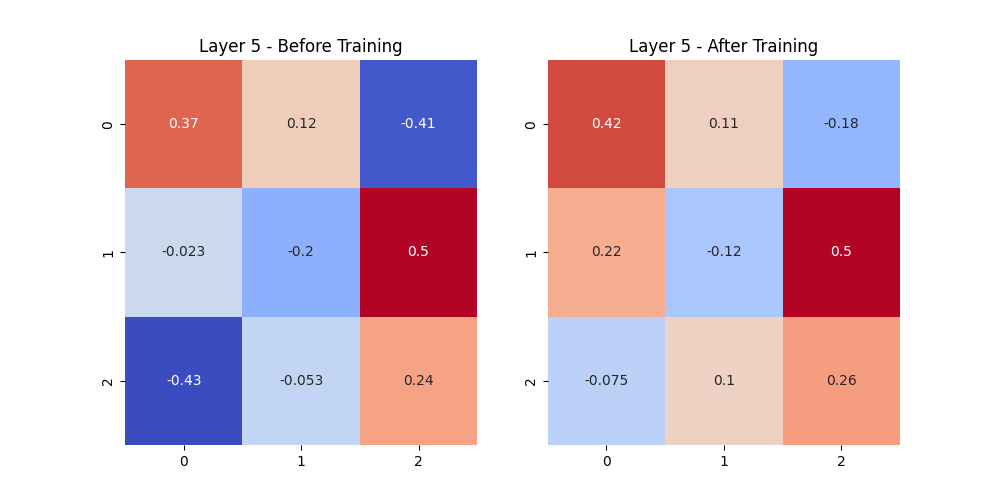 Layer 5 - Before Training
0 0.37 0.12 -0.41
1 -0.023 -0.2 0.5
2 -0.43 -0.053 0.24
0 1 2
Layer 5 - After Training
0 0.42 0.11 -0.18
1 0.22 -0.12 0.5
2 -0.075 0.1 0.26
0 1 2